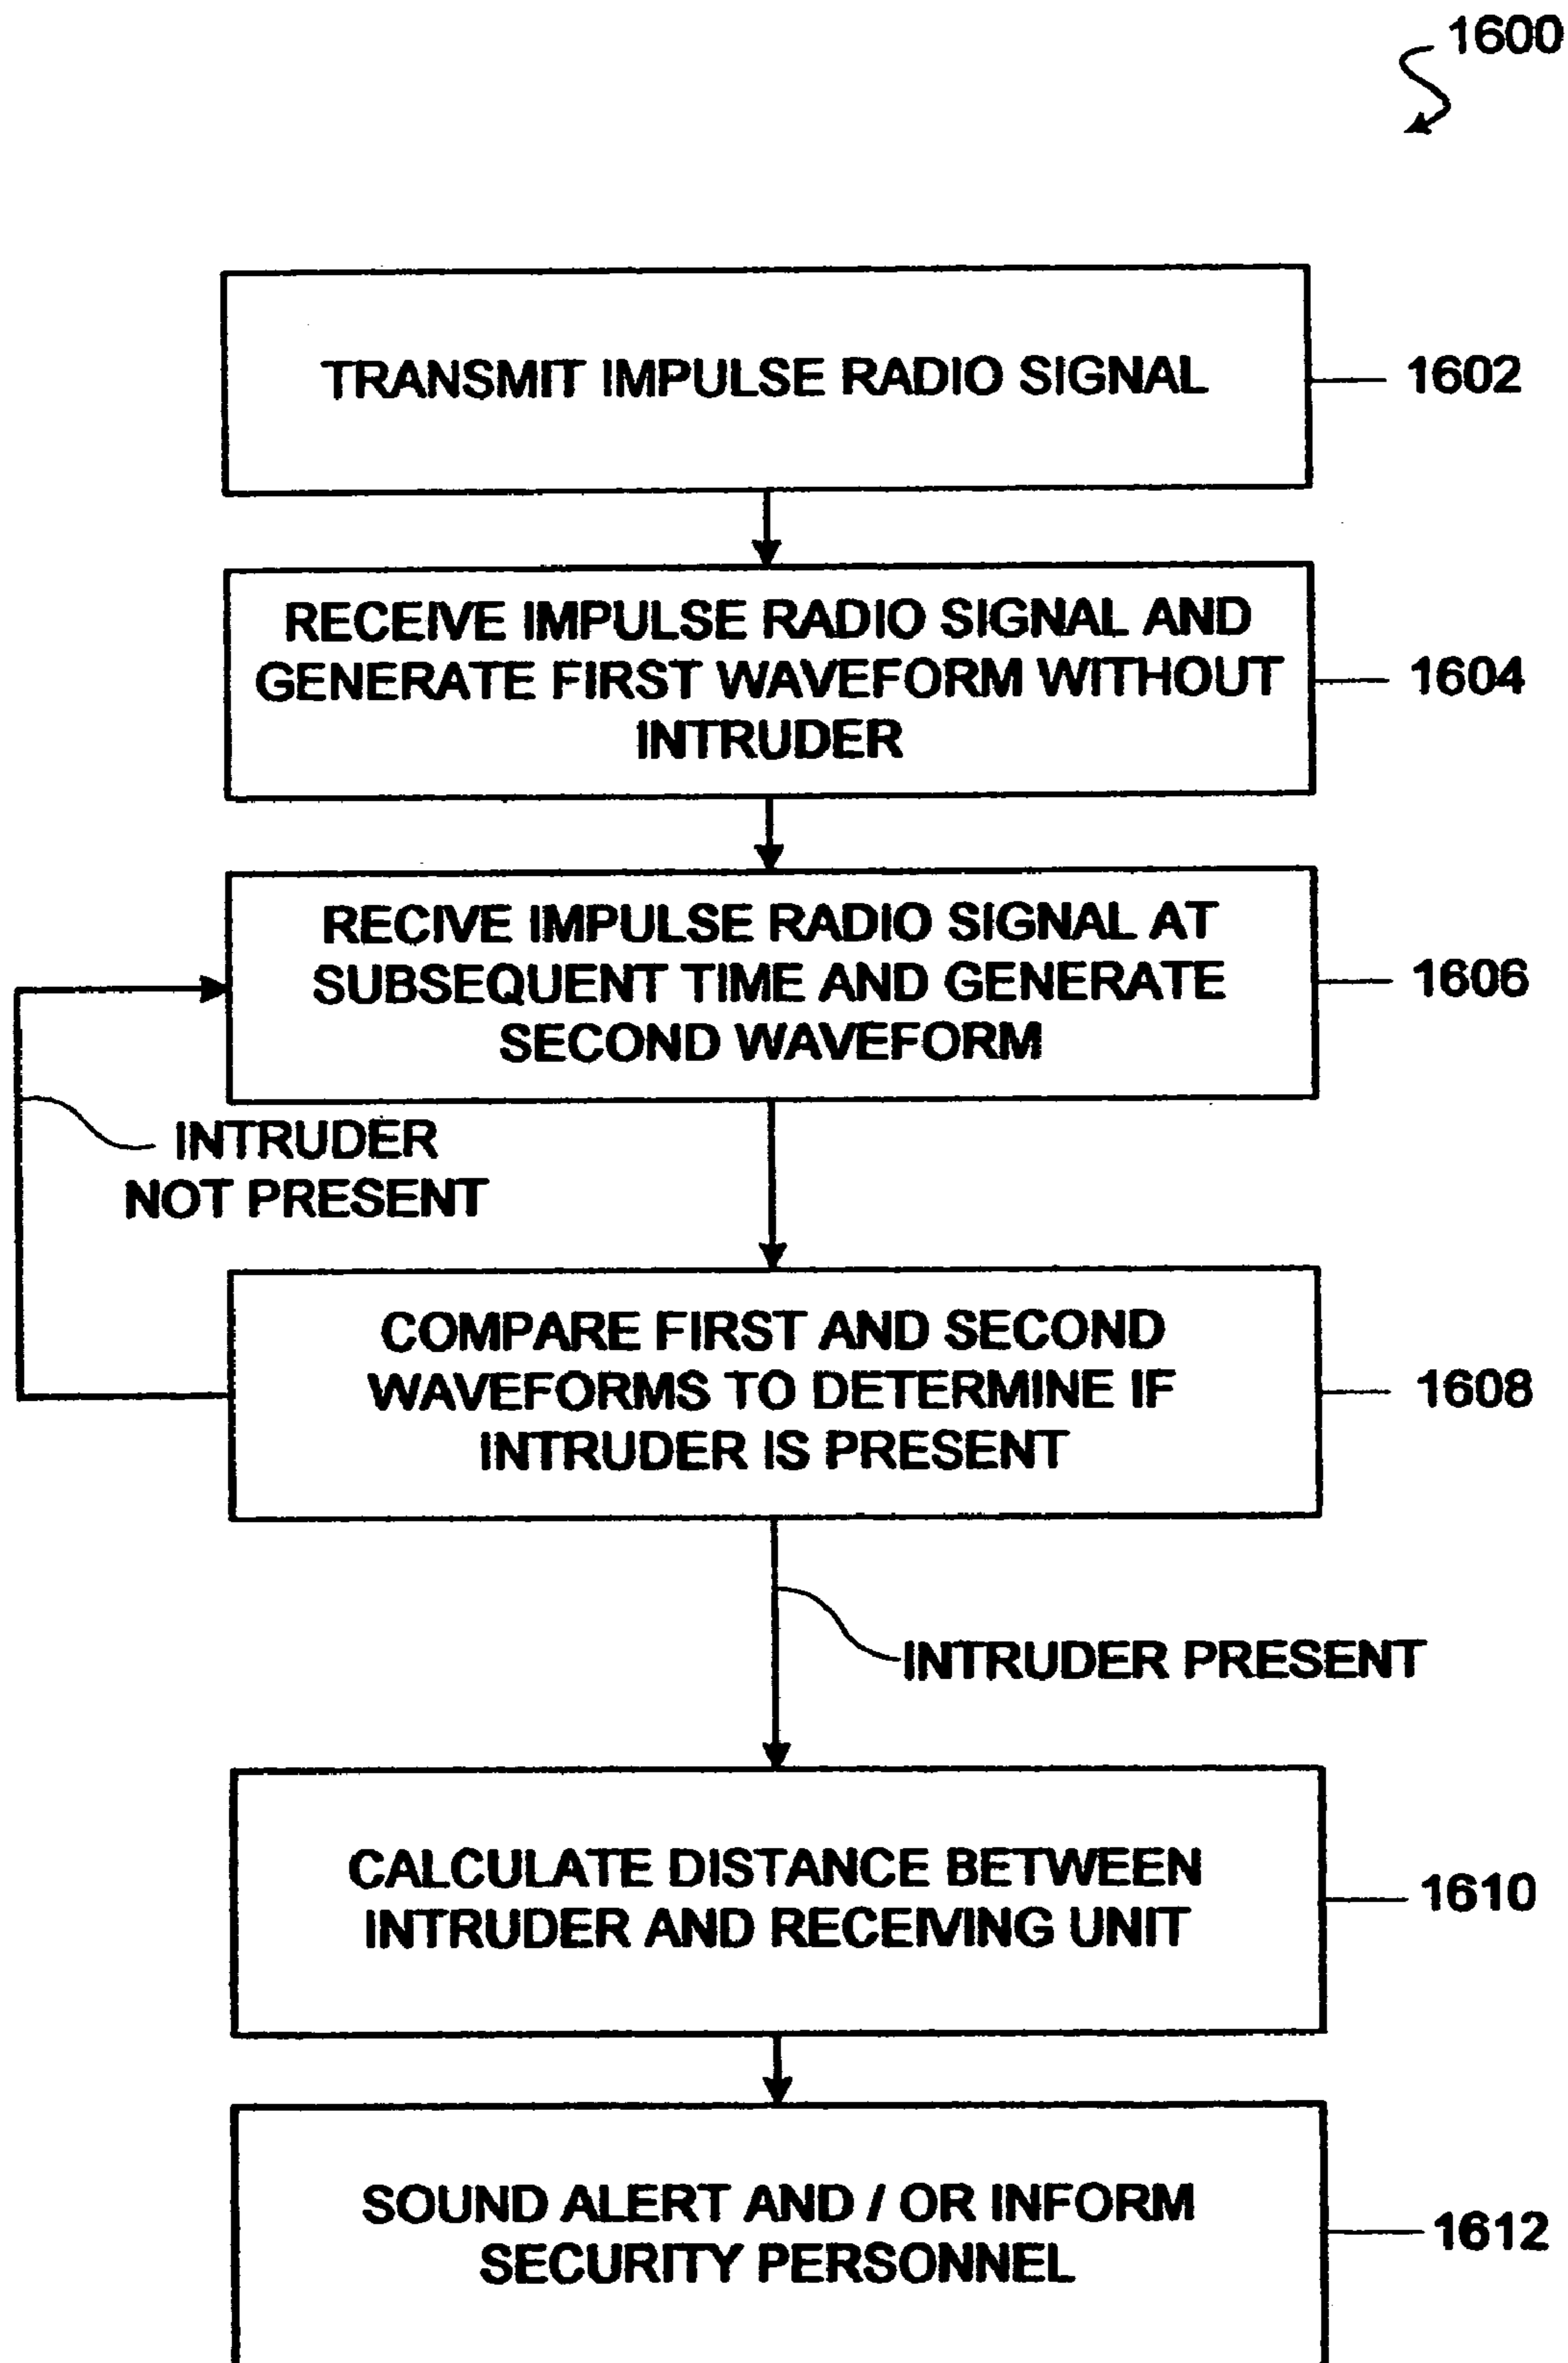 1600
TRANSMIT IMPULSE RADIO SIGNAL
1602
RECEIVE IMPULSE RADIO SIGNAL AND
GENERATE FIRST WAVEFORM WITHOUT
INTRUDER
1604
RECIVE IMPULSE RADIO SIGNAL AT
SUBSEQUENT TIME AND GENERATE
SECOND WAVEFORM
1606
INTRUDER
NOT PRESENT
COMPARE FIRST AND SECOND
WAVEFORMS TO DETERMINE IF
INTRUDER IS PRESENT
1608
INTRUDER PRESENT
CALCULATE DISTANCE BETWEEN
INTRUDER AND RECEIVING UNIT
1610
SOUND ALERT AND / OR INFORM
SECURITY PERSONNEL
1612